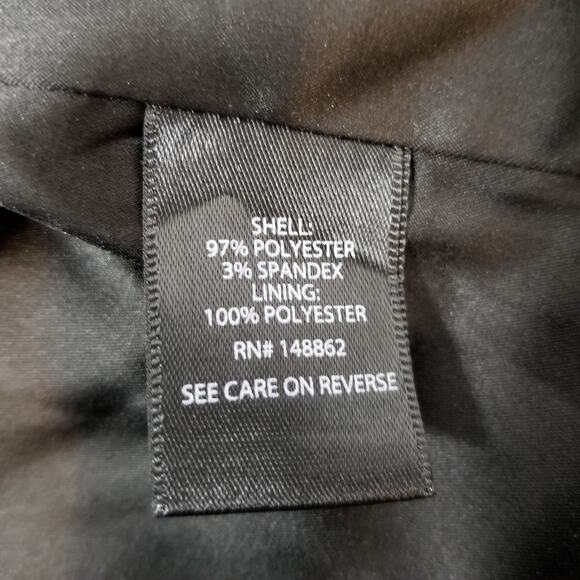 SHELL:
97% POLYESTER
3% SPANDEX
LINING:
100% POLYESTER
RN# 148862
SEE CARE ON REVERSE